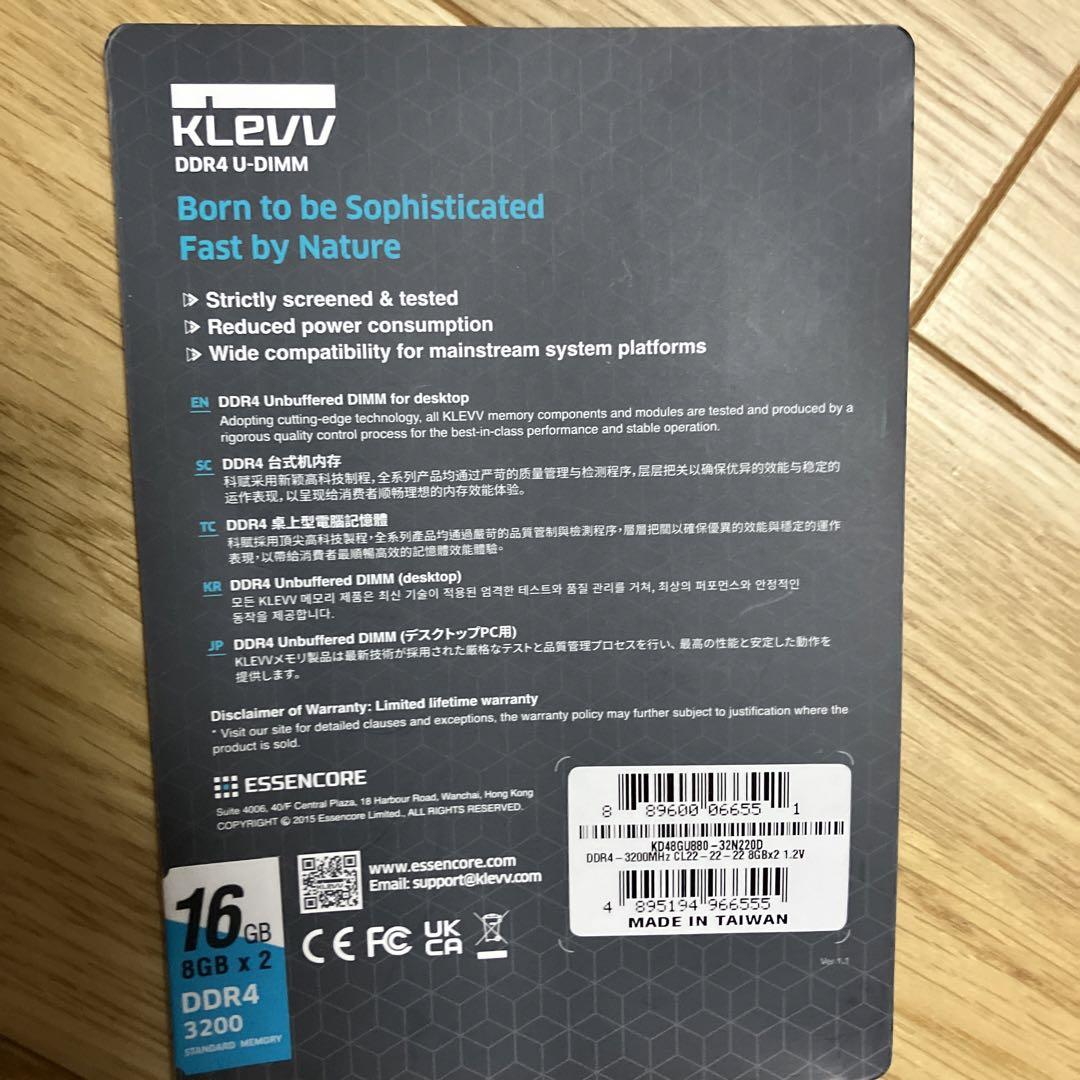 KLEVV
DDR4 U-DIMM
Born to be Sophisticated
Fast by Nature
Strictly screened & tested
Reduced power consumption
Wide compatibility for mainstream system platforms
EN DDR4 Unbuffered DIMM for desktop
Adopting cutting-edge technology, all KLEVV memory components and modules are tested and produced by a
rigorous quality control process for the best-in-class performance and stable operation.
SC DDR4 台式机内存
科赋采用新颖高科技制程，全系列产品均通过严苛的质量管理与检测程序，层层把关以确保优异的效能与稳定的
运作表现，以呈现给消费者顺畅理想的内存效能体验。
TC DDR4 桌上型電腦記憶體
科賦採用頂尖高科技製程，全系列產品均通過嚴苛的品質管制與檢測程序，層層把關以確保優異的效能與穩定的運作
表現，以帶給消費者最順暢高效的記憶體效能體驗。
KR DDR4 Unbuffered DIMM (desktop)
모든 KLEVV 메모리 제품은 최신 기술이 적용된 엄격한 테스트와 품질 관리를 거쳐, 최상의 퍼포먼스와 안정적인
동작을 제공합니다.
JP DDR4 Unbuffered DIMM (デスクトップPC用)
KLEVVメモリ製品は最新技術が採用された厳格なテストと品質管理プロセスを行い、最高の性能と安定した動作を
提供します。
Disclaimer of Warranty: Limited lifetime warranty
* Visit our site for detailed clauses and exceptions, the warranty policy may further subject to justification where the
product is sold.
ESSENCORE
Suite 4006, 40/F Central Plaza, 18 Harbour Road, Wanchai, Hong Kong
COPYRIGHT © 2015 Essencore Limited., ALL RIGHTS RESERVED.
www.essencore.com
Email: support@klevv.com
CE FC UK CA
16GB
8GB x 2
DDR4
3200
STANDARD MEMORY
8 89600 06655 1
KD48GU880-32N220D
DDR4-3200MHz CL22-22-22 8GBx2 1.2V
4 895194 966555
MADE IN TAIWAN
Ver 1.1